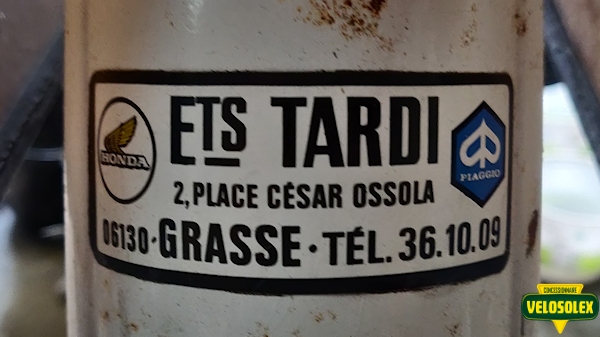 ETS TARDI
HONDA
PIAGGIO
2, PLACE CÉSAR OSSOLA
06130·GRASSE·TÉL. 36.10.09
CONCESSIONNAIRE
VELOSOLEX